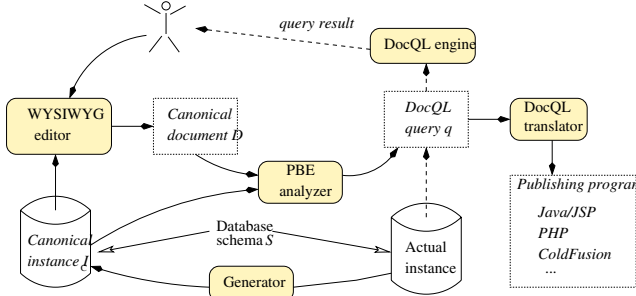 query result
DocQL engine
WYSIWYG
editor
Canonical
document D
DocQL
query q
DocQL
translator
PBE
analyzer
Publishing program
Java/JSP
PHP
ColdFusion
...
Canonical
instance I
Database
schema S
Actual
instance
Generator